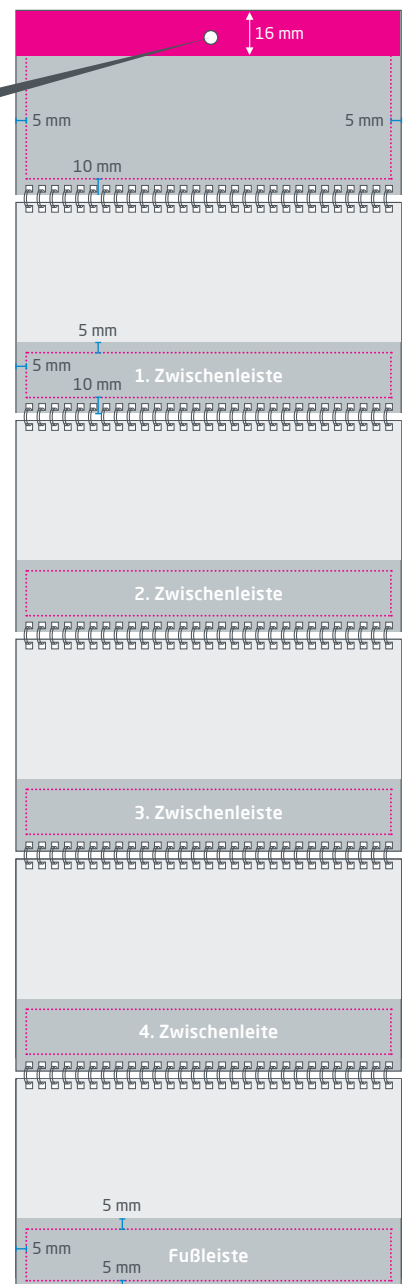 16 mm
5 mm 5 mm
10 mm
5 mm
5 mm
1. Zwischenleiste
10 mm
2. Zwischenleiste
3. Zwischenleiste
4. Zwischenleite
5 mm
5 mm
Fußleiste
5 mm